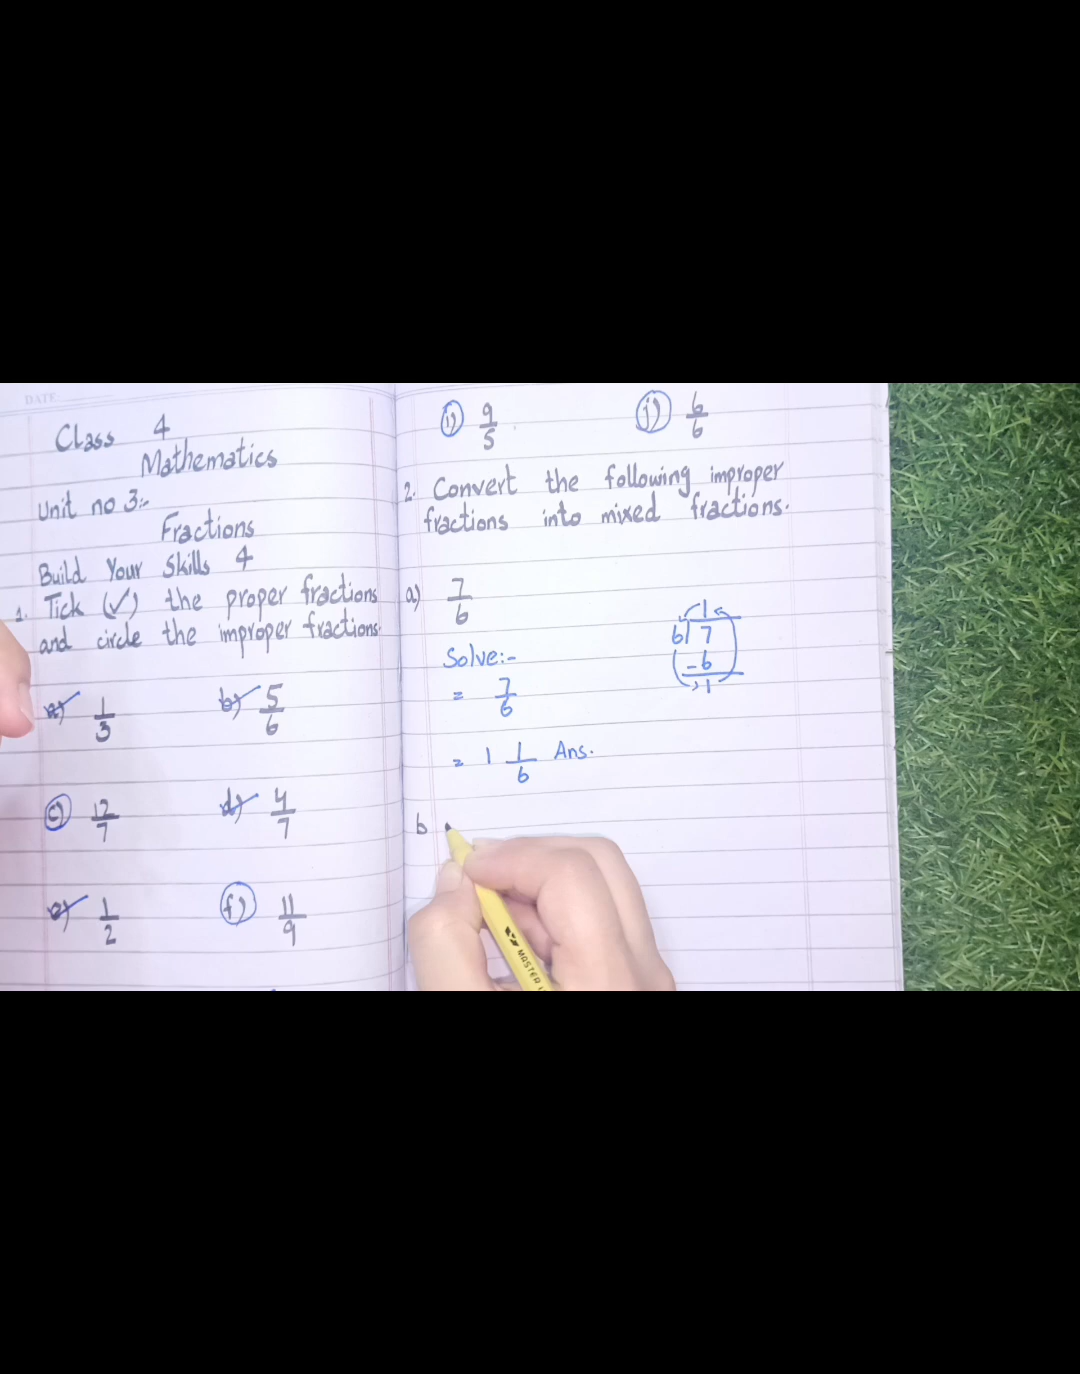 DATE:
Class 4
Mathematics
Unit no 3:-
Fractions
Build Your Skills 4
1. Tick (✓) the proper fractions
and circle the improper fractions.
a) 1/3 b) 5/6
c) 12/7 d) 4/7
e) 1/2 f) 11/9
i) 9/5 j) 6/6
2. Convert the following improper
fractions into mixed fractions.
a) 7/6
Solve:-
= 7/6
= 1 1/6 Ans.
1
6 7
-6
1
b
MASTER